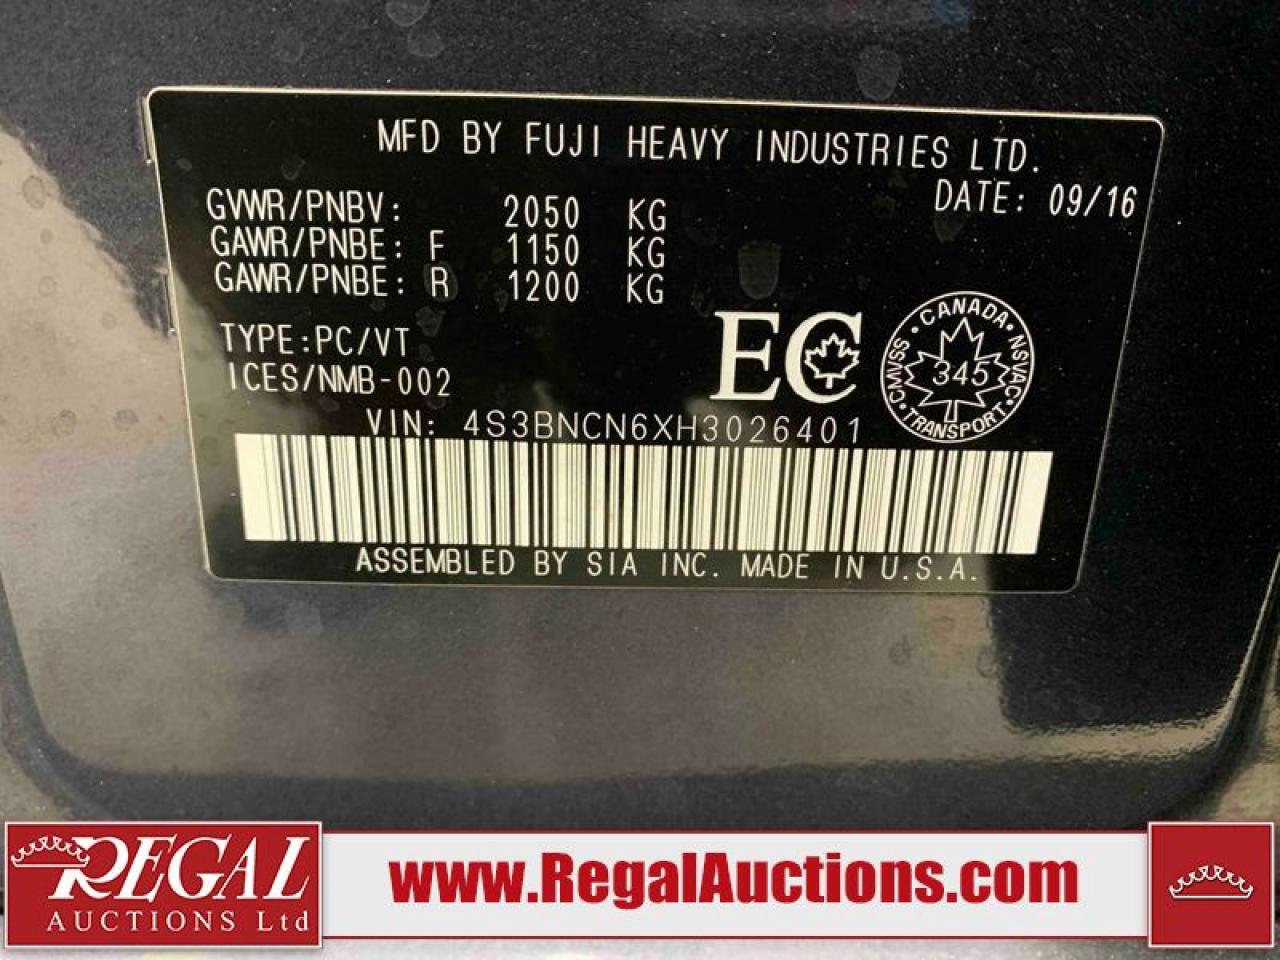 MFD BY FUJI HEAVY INDUSTRIES LTD.
DATE: 09/16
GVWR/PNBV: 2050 KG
GAWR/PNBE: F 1150 KG
GAWR/PNBE: R 1200 KG
TYPE:PC/VT
ICES/NMB-002
EC
CANADA · NSVAC · TRANSPORT · CMVSS ·
345
VIN: 4S3BNCN6XH3026401
ASSEMBLED BY SIA INC. MADE IN U.S.A.
REGAL
AUCTIONS Ltd
www.RegalAuctions.com